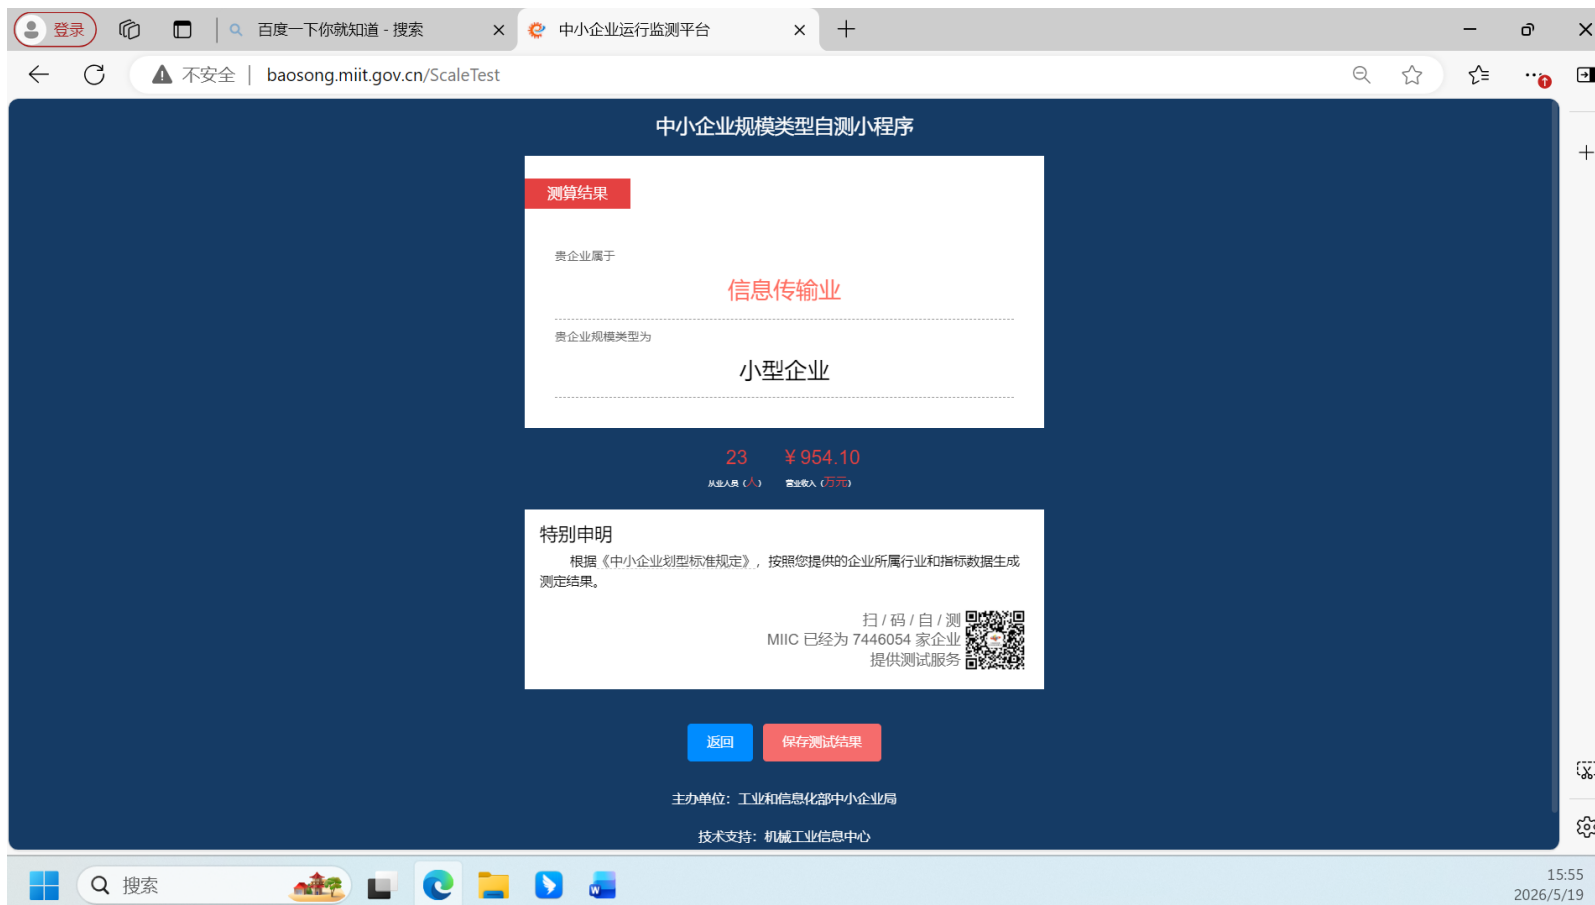 登录
百度一下你就知道 - 搜索
中小企业运行监测平台
不安全
baosong.miit.gov.cn/ScaleTest
中小企业规模类型自测小程序
测算结果
贵企业属于
信息传输业
贵企业规模类型为
小型企业
23 ￥954.10
从业人员（人） 营业收入（万元）
特别申明
根据《中小企业划型标准规定》，按照您提供的企业所属行业和指标数据生成
测定结果。
扫 / 码 / 自 / 测
MIIC 已经为 7446054 家企业
提供测试服务
返回 保存测试结果
主办单位：工业和信息化部中小企业局
技术支持：机械工业信息中心
搜索
15:55
2026/5/19